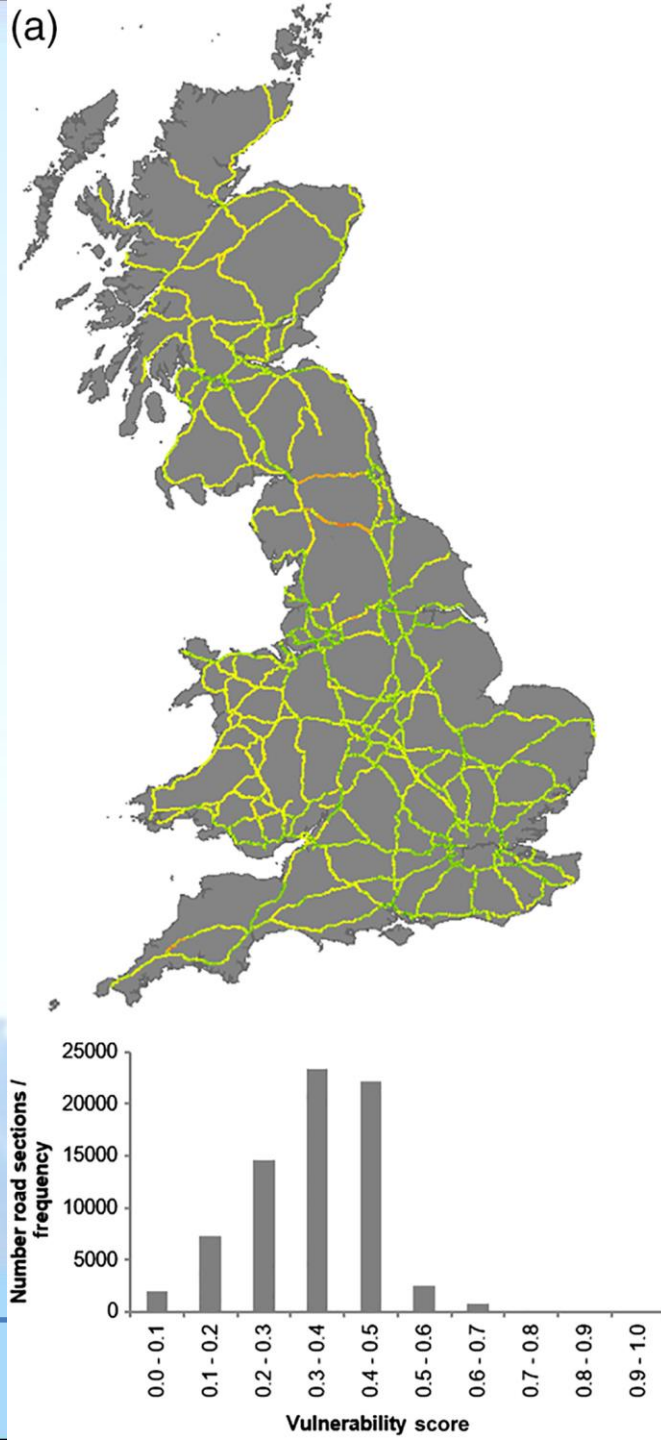 (a)
25000
20000
15000
10000
5000
0
Number road sections /
frequency
0.0 - 0.1
0.1 - 0.2
0.2 - 0.3
0.3 - 0.4
0.4 - 0.5
0.5 - 0.6
0.6 - 0.7
0.7 - 0.8
0.8 - 0.9
0.9 - 1.0
Vulnerability score